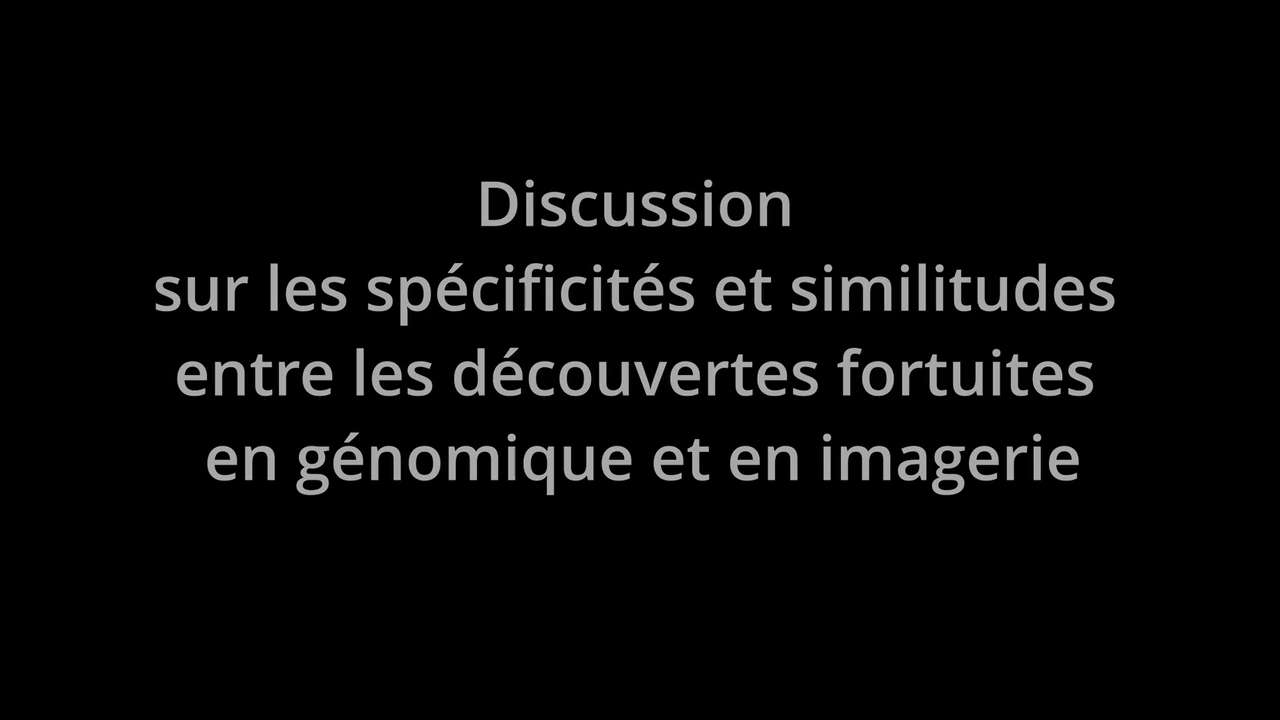 Discussion
sur les spécificités et similitudes
entre les découvertes fortuites
en génomique et en imagerie